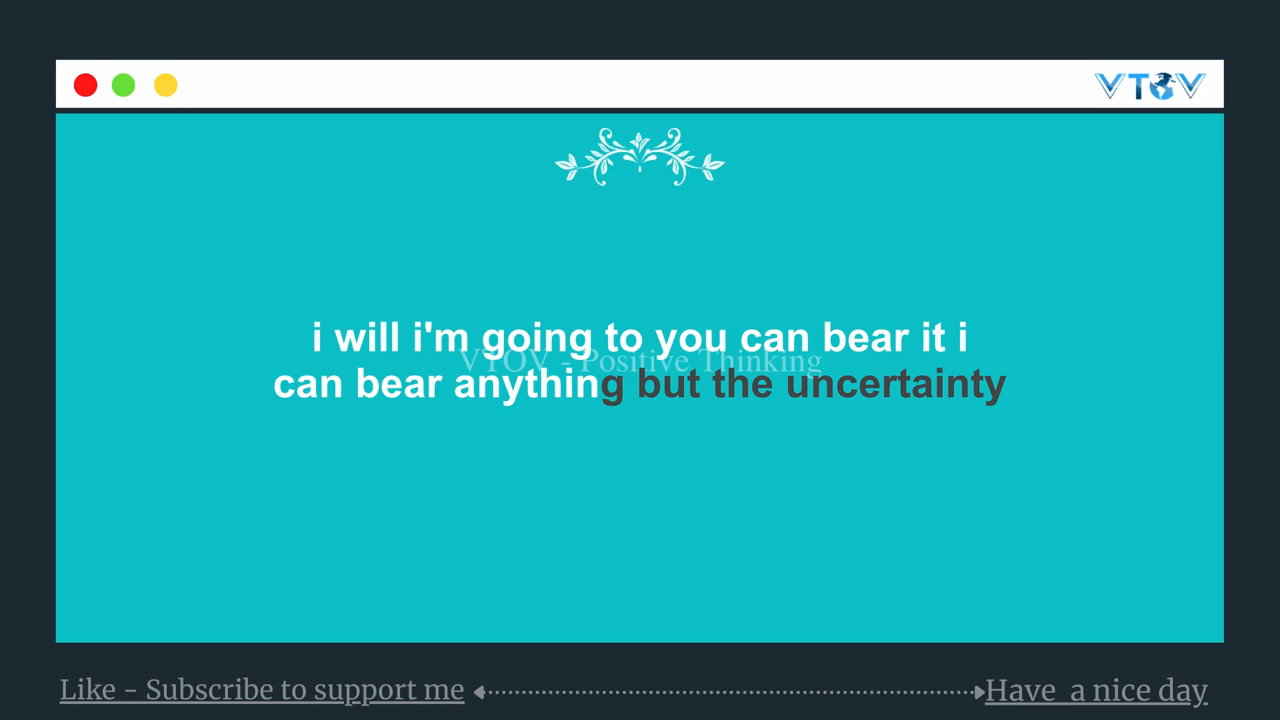 VTOV
i will i'm going to you can bear it i
VTOV - Positive Thinking
can bear anything but the uncertainty
Like - Subscribe to support me
Have a nice day